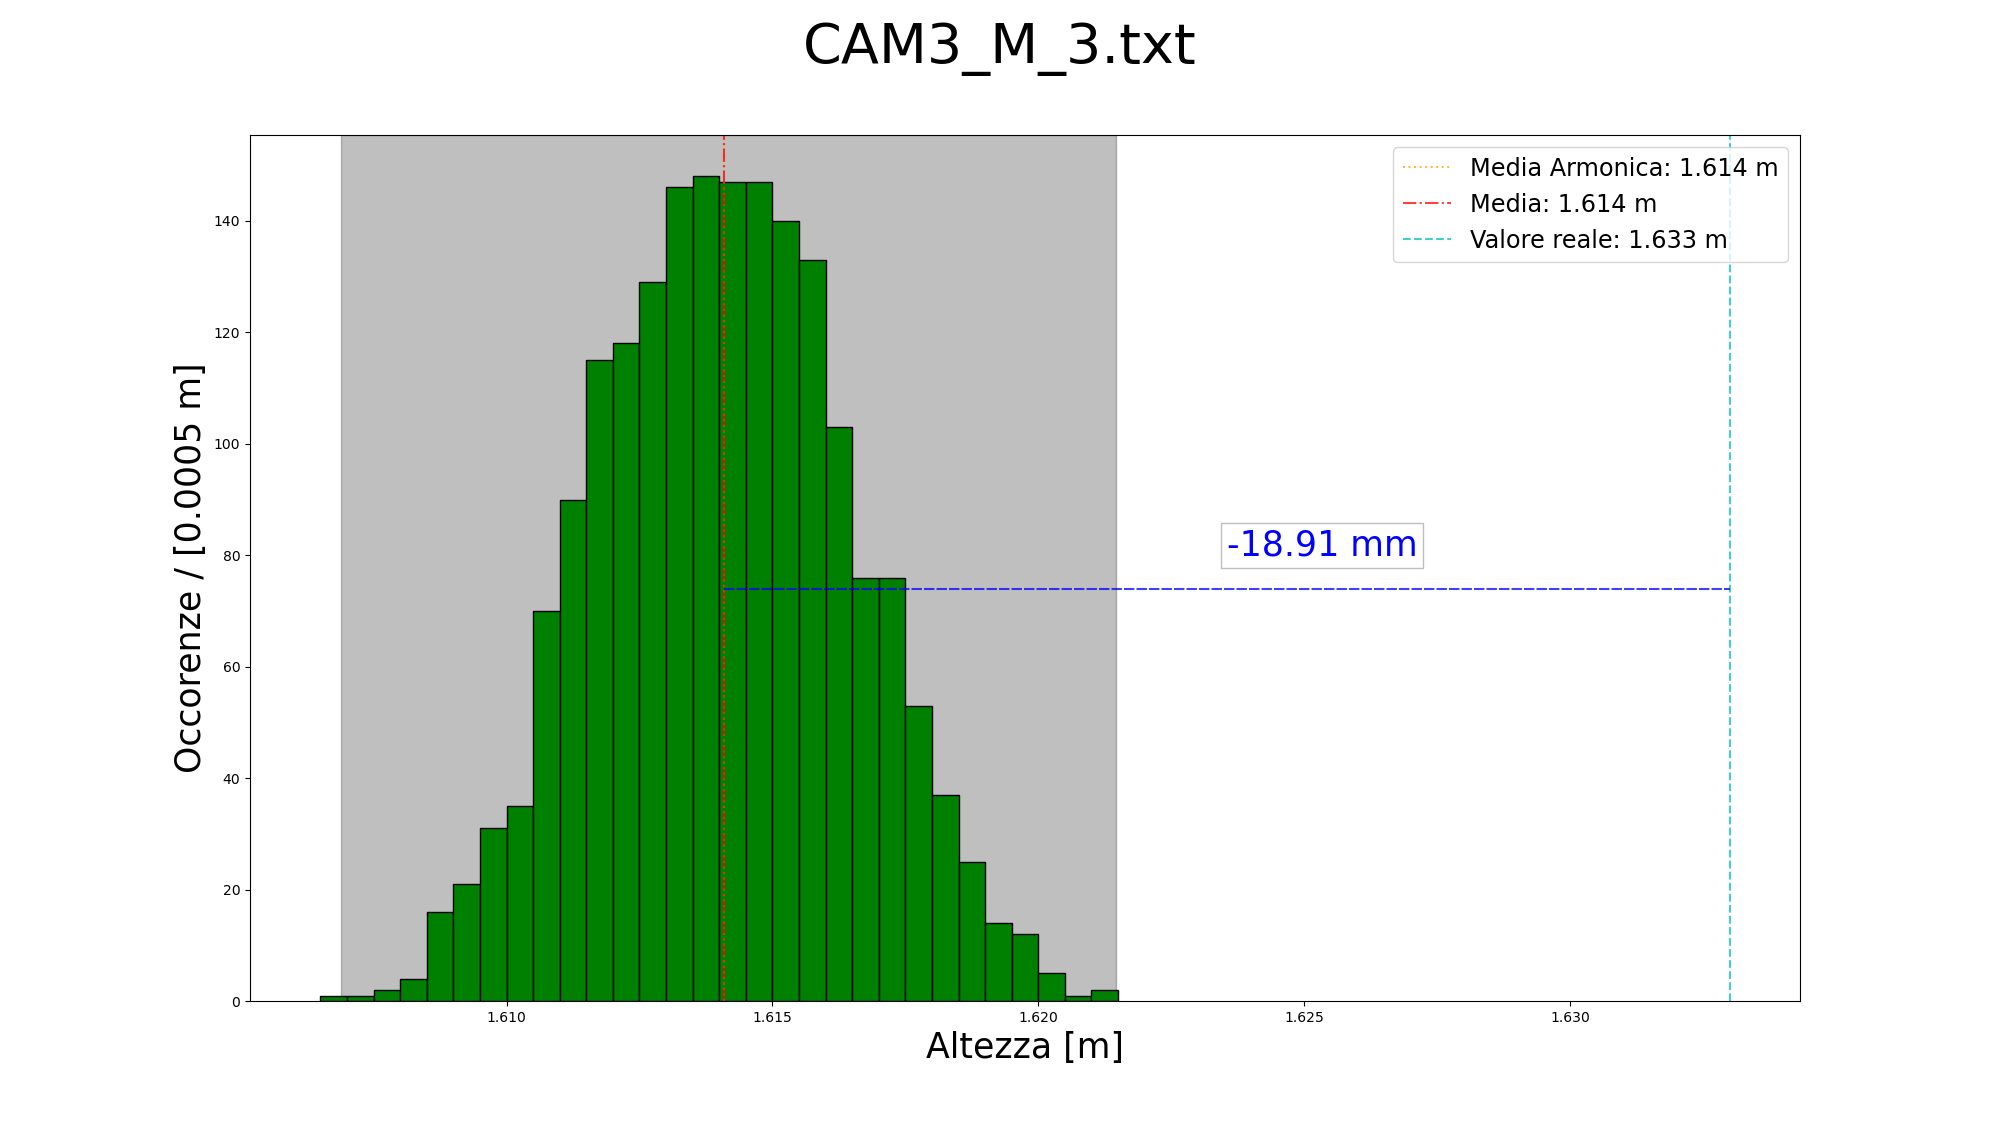 CAM3_M_3.txt
Media Armonica: 1.614 m
Media: 1.614 m
Valore reale: 1.633 m
-18.91 mm
Occorenze / [0.0005 m]
140
120
100
80
60
40
20
0
1.610 1.615 1.620 1.625 1.630
Altezza [m]